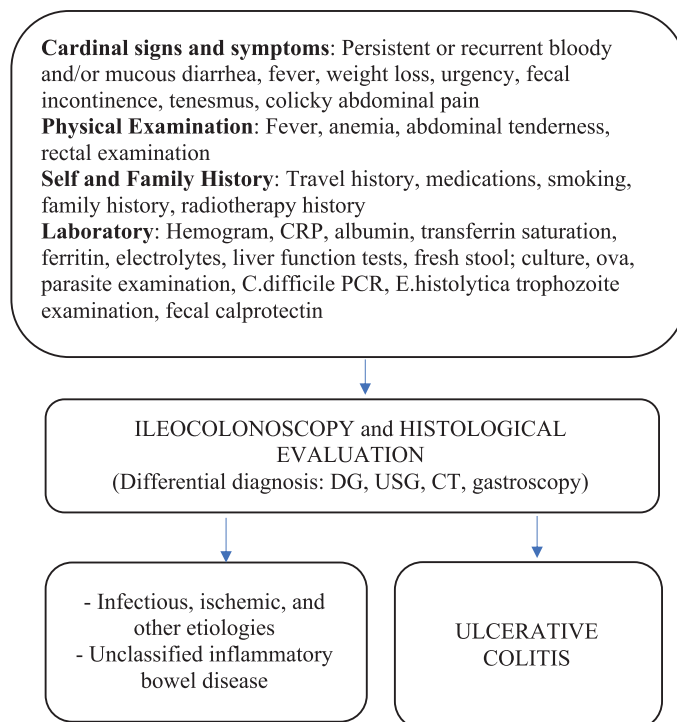 Cardinal signs and symptoms: Persistent or recurrent bloody
and/or mucous diarrhea, fever, weight loss, urgency, fecal
incontinence, tenesmus, colicky abdominal pain
Physical Examination: Fever, anemia, abdominal tenderness,
rectal examination
Self and Family History: Travel history, medications, smoking,
family history, radiotherapy history
Laboratory: Hemogram, CRP, albumin, transferrin saturation,
ferritin, electrolytes, liver function tests, fresh stool; culture, ova,
parasite examination, C.difficile PCR, E.histolytica trophozoite
examination, fecal calprotectin
ILEOCOLONOSCOPY and HISTOLOGICAL
EVALUATION
(Differential diagnosis: DG, USG, CT, gastroscopy)
- Infectious, ischemic, and
other etiologies
- Unclassified inflammatory
bowel disease
ULCERATIVE
COLITIS